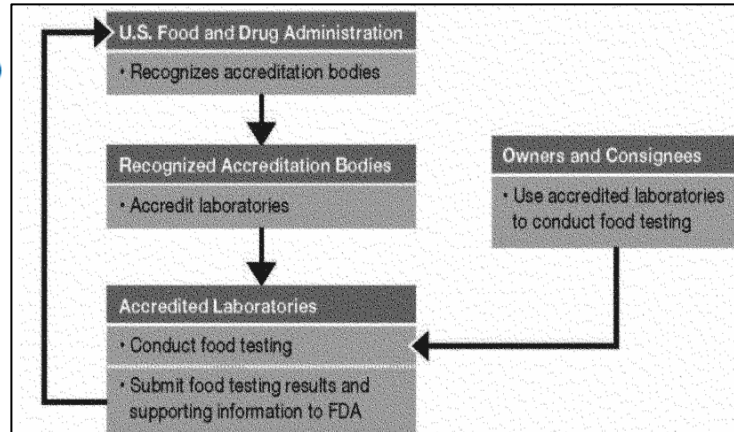 U.S. Food and Drug Administration
• Recognizes accreditation bodies
Recognized Accreditation Bodies
• Accredit laboratories
Owners and Consignees
• Use accredited laboratories
to conduct food testing
Accredited Laboratories
• Conduct food testing
• Submit food testing results and
supporting information to FDA